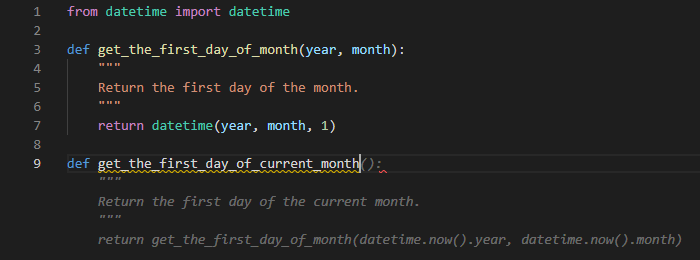 1 from datetime import datetime
2
3 def get_the_first_day_of_month(year, month):
4     """
5     Return the first day of the month.
6     """
7     return datetime(year, month, 1)
8
9 def get_the_first_day_of_current_month():
    """
    Return the first day of the current month.
    """
    return get_the_first_day_of_month(datetime.now().year, datetime.now().month)